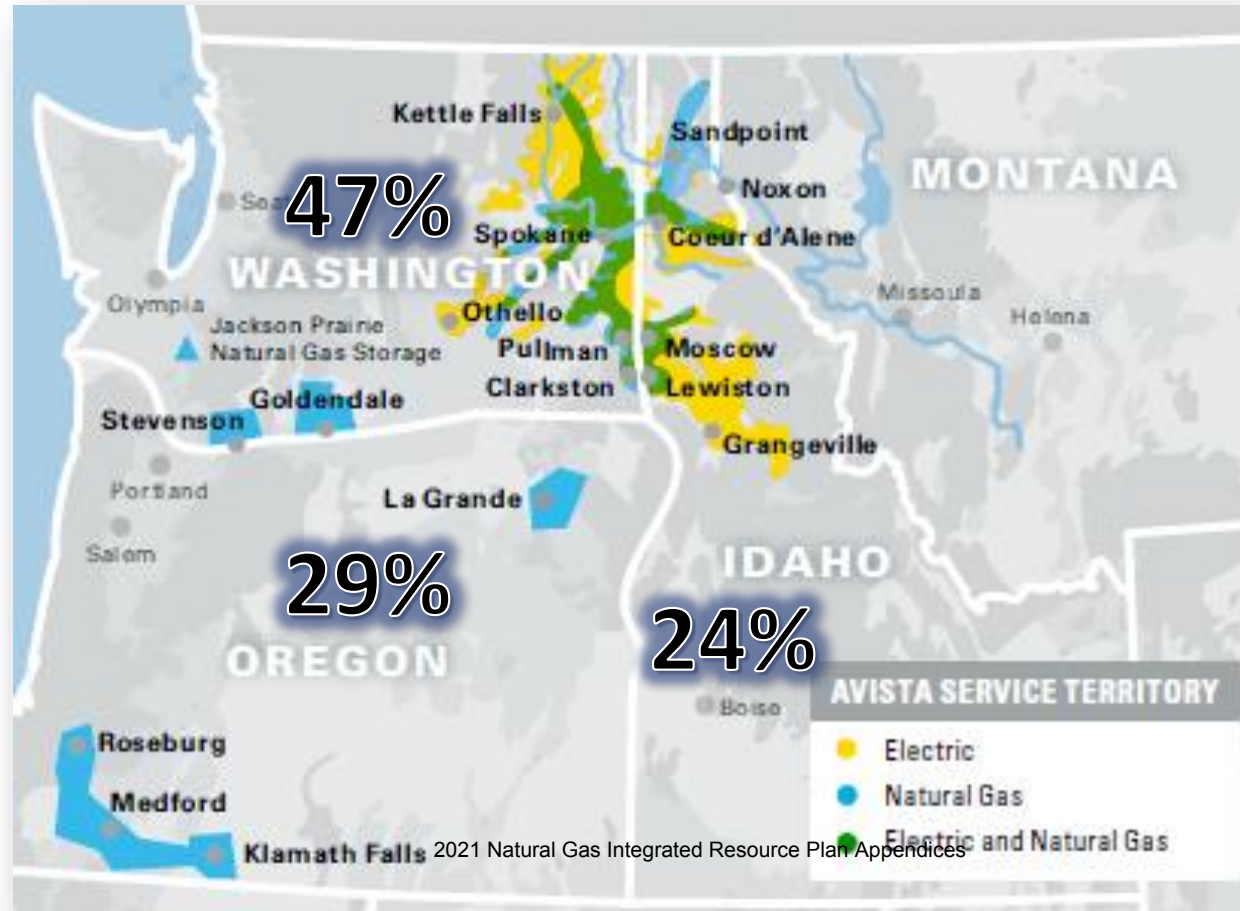 Kettle Falls
Sandpoint
MONTANA
Noxon
47%
Spokane
Coeur d'Alene
WASHINGTON
Missoula
Olympia
Othello
Helena
Jackson Prairie
Natural Gas Storage
Pullman
Moscow
Clarkston
Lewiston
Goldendale
Stevenson
Grangeville
Portland
La Grande
Salem
IDAHO
29%
24%
OREGON
AVISTA SERVICE TERRITORY
Boise
Roseburg
Electric
Natural Gas
Medford
Electric and Natural Gas
Klamath Falls
2021 Natural Gas Integrated Resource Plan Appendices